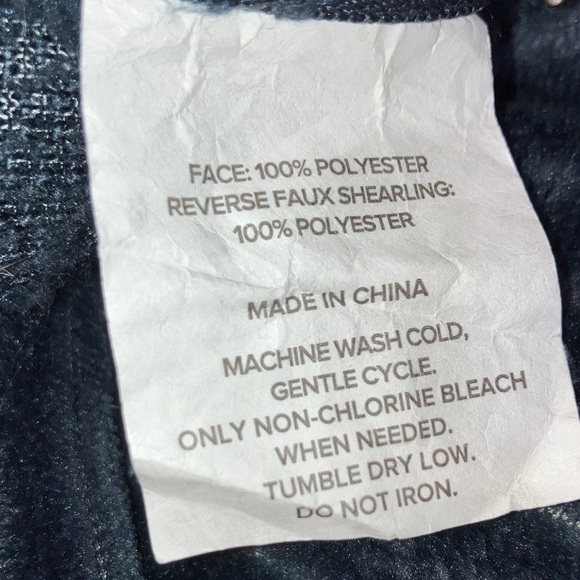 FACE: 100% POLYESTER
REVERSE FAUX SHEARLING:
100% POLYESTER
MADE IN CHINA
MACHINE WASH COLD,
GENTLE CYCLE.
ONLY NON-CHLORINE BLEACH
WHEN NEEDED.
TUMBLE DRY LOW.
DO NOT IRON.